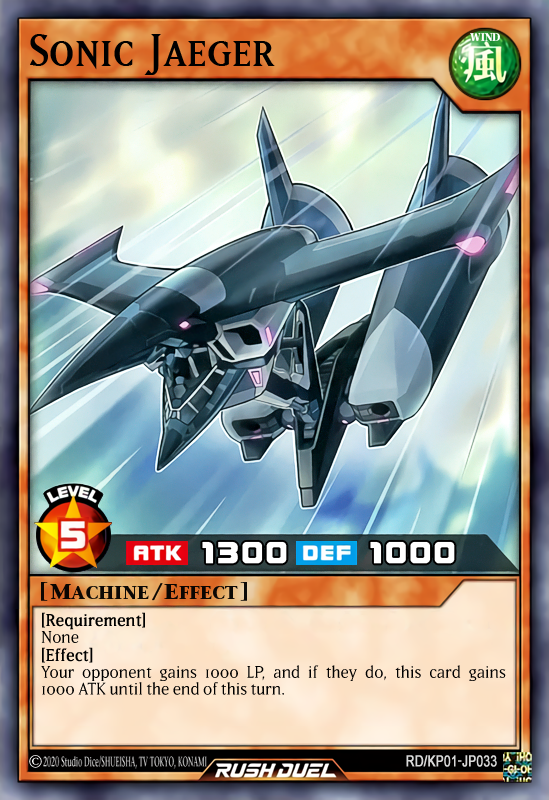 SONIC JAEGER
WIND
風
LEVEL
5
ATK 1300 DEF 1000
[MACHINE/EFFECT]
[Requirement]
None
[Effect]
Your opponent gains 1000 LP, and if they do, this card gains
1000 ATK until the end of this turn.
©2020 Studio Dice/SHUEISHA, TV TOKYO, KONAMI
RUSH DUEL
RD/KP01-JP033